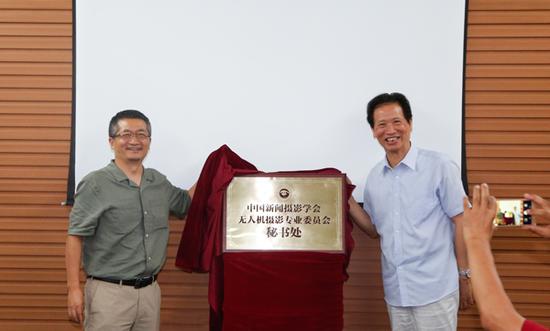 中国新闻摄影学会
无人机摄影专业委员会
秘书处